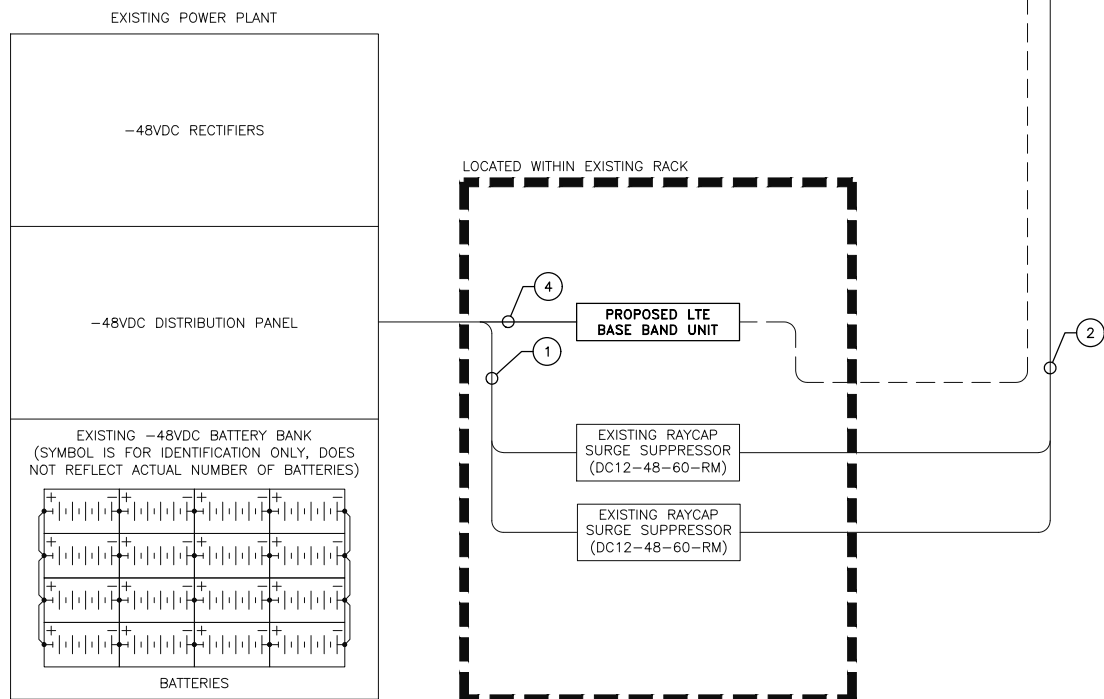 EXISTING POWER PLANT
-48VDC RECTIFIERS
LOCATED WITHIN EXISTING RACK
4
PROPOSED LTE
BASE BAND UNIT
-48VDC DISTRIBUTION PANEL
1
2
EXISTING -48VDC BATTERY BANK
(SYMBOL IS FOR IDENTIFICATION ONLY, DOES
NOT REFLECT ACTUAL NUMBER OF BATTERIES)
EXISTING RAYCAP
SURGE SUPPRESSOR
(DC12-48-60-RM)
EXISTING RAYCAP
SURGE SUPPRESSOR
(DC12-48-60-RM)
+ - + - + - + -
+ - + - + - + -
+ - + - + - + -
+ - + - + - + -
BATTERIES